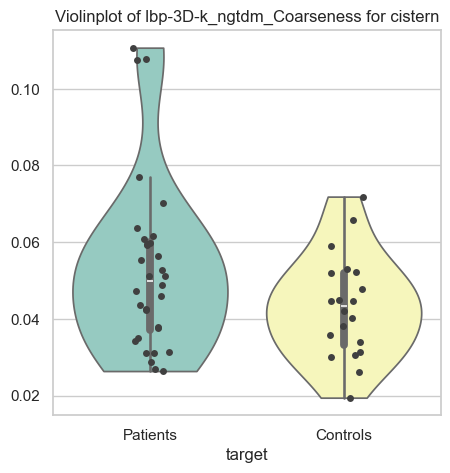 Violinplot of lbp-3D-k_ngtdm_Coarseness for cistern
0.10
0.08
0.06
0.04
0.02
Patients
Controls
target